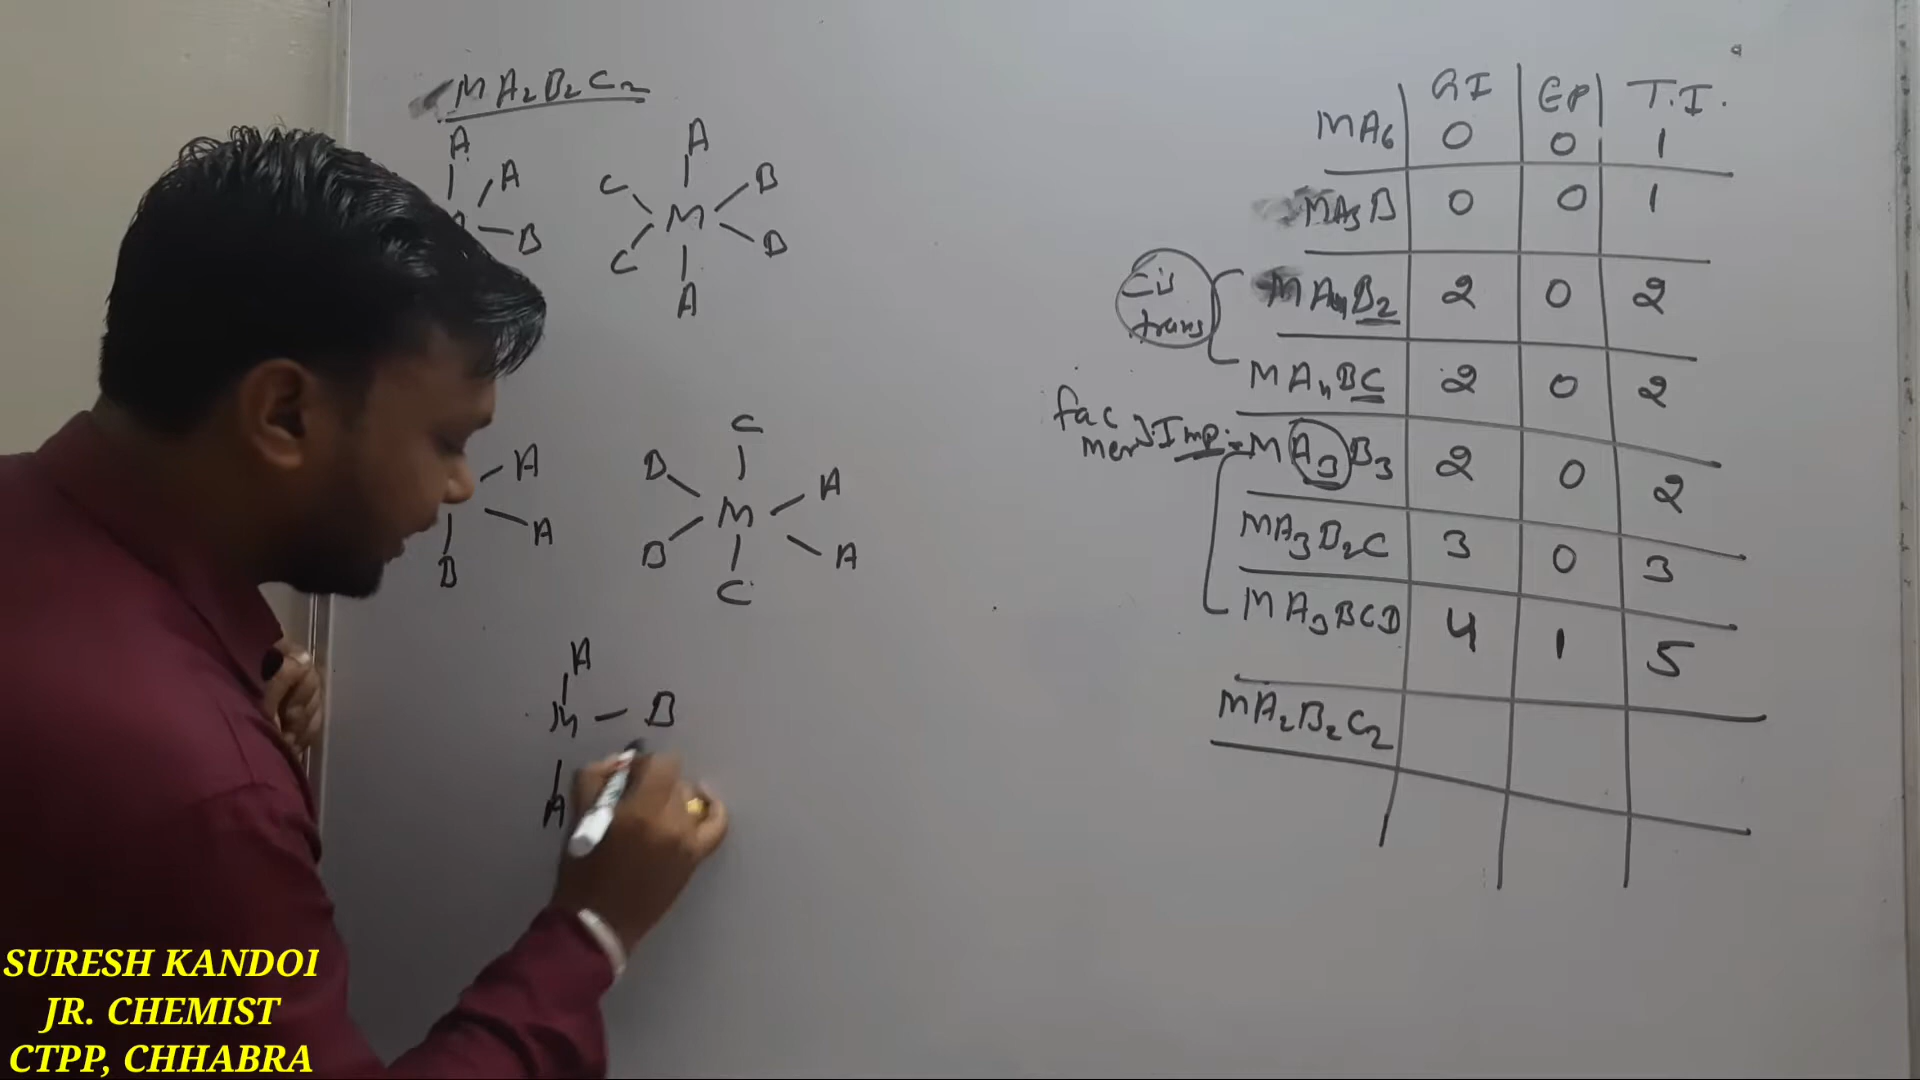 MA₂B₂C₂
A
A
B
A
C
B
M
C
B
A
A
A
B
C
B
A
M
B
A
C
A
M
B
A
GI EP T.I.
MA₆ 0 0 1
MA₅B 0 0 1
cis
trans
MA₄B₂ 2 0 2
MA₄BC 2 0 2
fac
mer
Imp.
MA₃B₃ 2 0 2
MA₃B₂C 3 0 3
MA₃BCD 4 1 5
MA₂B₂C₂
SURESH KANDOI
JR. CHEMIST
CTPP, CHHABRA